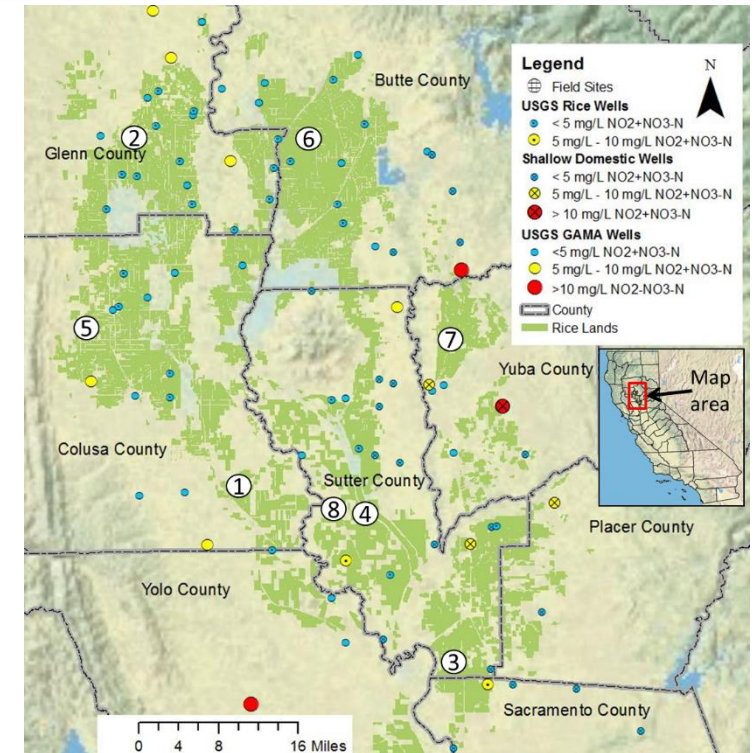 Butte County
6
2
Glenn County
5
7
Yuba County
Colusa County
1
Sutter County
8
4
Placer County
Yolo County
3
Sacramento County
0 4 8 16 Miles
Legend
N
Field Sites
USGS Rice Wells
< 5 mg/L NO2+NO3-N
5 mg/L - 10 mg/L NO2+NO3-N
Shallow Domestic Wells
<5 mg/L NO2+NO3-N
5 mg/L - 10 mg/L NO2+NO3-N
> 10 mg/L NO2+NO3-N
USGS GAMA Wells
<5 mg/L NO2+NO3-N
5 mg/L - 10 mg/L NO2+NO3-N
>10 mg/L NO2-NO3-N
County
Rice Lands
Map
area